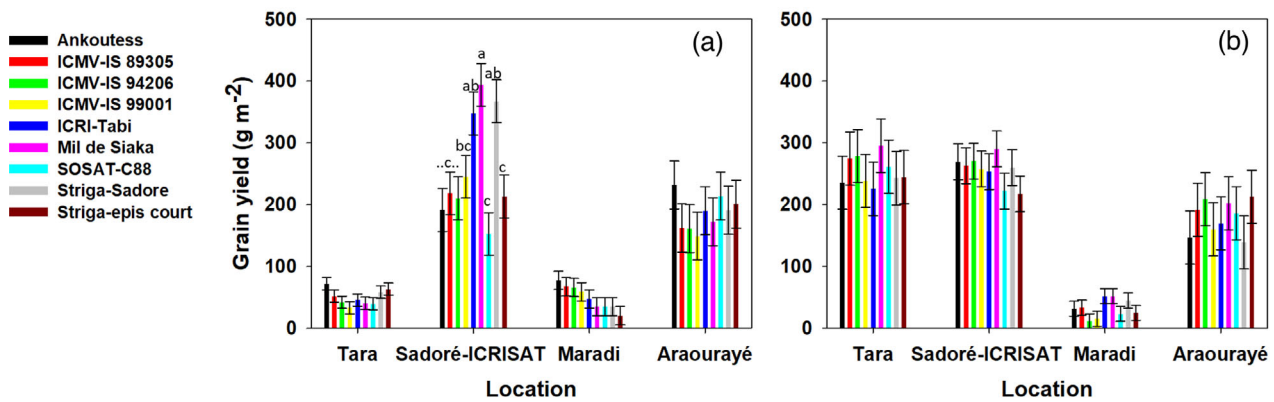 Ankoutess
ICMV-IS 89305
ICMV-IS 94206
ICMV-IS 99001
ICRI-Tabi
Mil de Siaka
SOSAT-C88
Striga-Sadore
Striga-epis court
Grain yield (g m-2)
500
400
300
200
100
0
(a)
..c..
bc
ab
a
c
ab
c
Tara
Sadoré-ICRISAT
Maradi
Araourayé
Location
500
400
300
200
100
0
(b)
Tara
Sadoré-ICRISAT
Maradi
Araourayé
Location